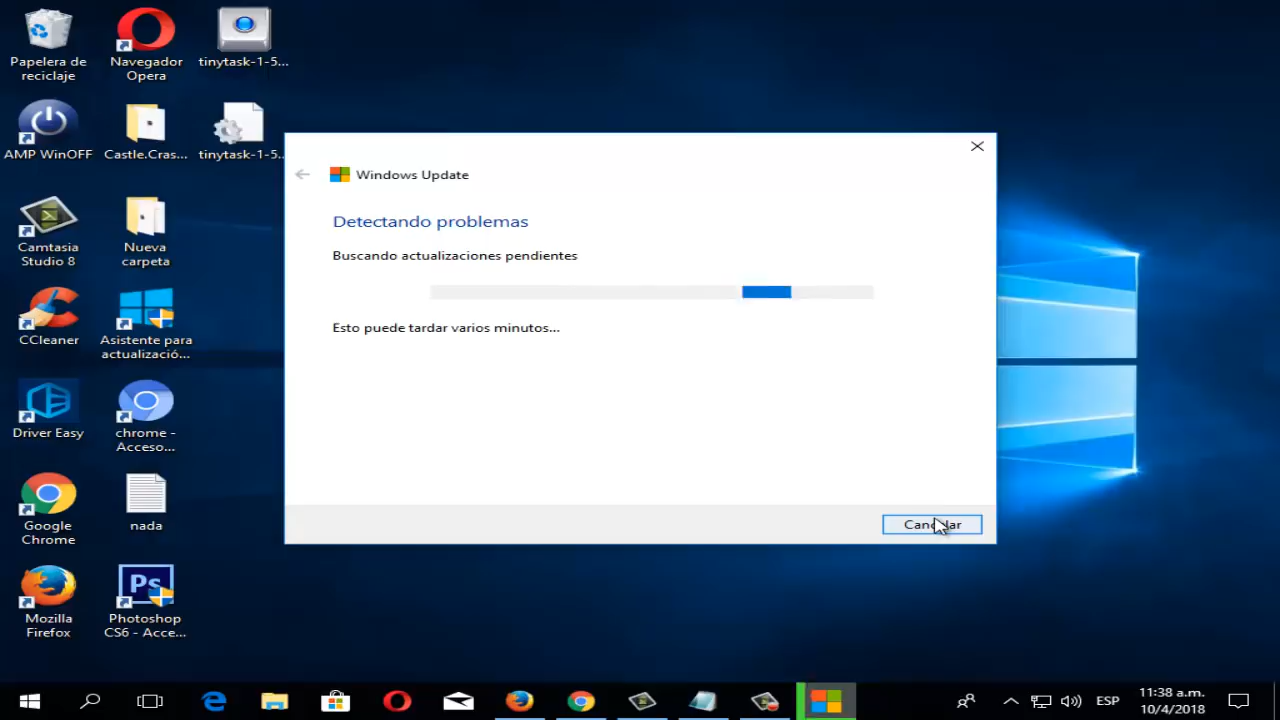 Papelera de
reciclaje
Navegador
Opera
tinytask-1-5...
AMP WinOFF
Castle.Cras...
tinytask-1-5...
Camtasia
Studio 8
Nueva
carpeta
CCleaner
Asistente para
actualizació...
Driver Easy
chrome -
Acceso...
Google
Chrome
nada
Mozilla
Firefox
Ps
Photoshop
CS6 - Acce...
Windows Update
Detectando problemas
Buscando actualizaciones pendientes
Esto puede tardar varios minutos...
Cancelar
ESP
11:38 a.m.
10/4/2018